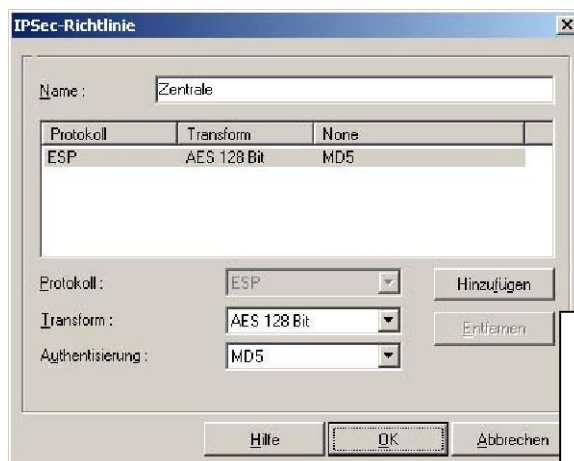 IPSec-Richtlinie
Name : Zentrale
Protokoll Transform None
ESP AES 128 Bit MD5
Protokoll : ESP Hinzufügen
Transform : AES 128 Bit Entfernen
Authentisierung : MD5
Hilfe OK Abbrechen